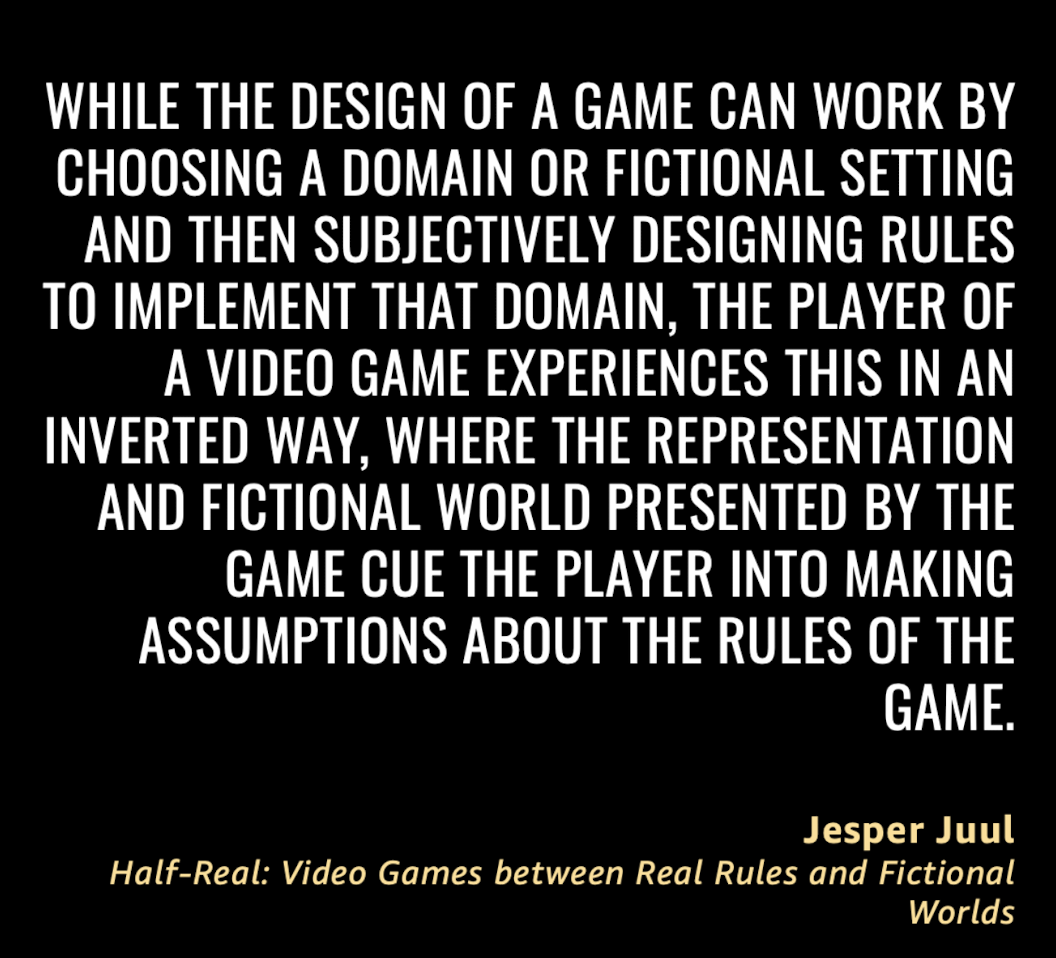 WHILE THE DESIGN OF A GAME CAN WORK BY
CHOOSING A DOMAIN OR FICTIONAL SETTING
AND THEN SUBJECTIVELY DESIGNING RULES
TO IMPLEMENT THAT DOMAIN, THE PLAYER OF
A VIDEO GAME EXPERIENCES THIS IN AN
INVERTED WAY, WHERE THE REPRESENTATION
AND FICTIONAL WORLD PRESENTED BY THE
GAME CUE THE PLAYER INTO MAKING
ASSUMPTIONS ABOUT THE RULES OF THE
GAME.
Jesper Juul
Half-Real: Video Games between Real Rules and Fictional
Worlds